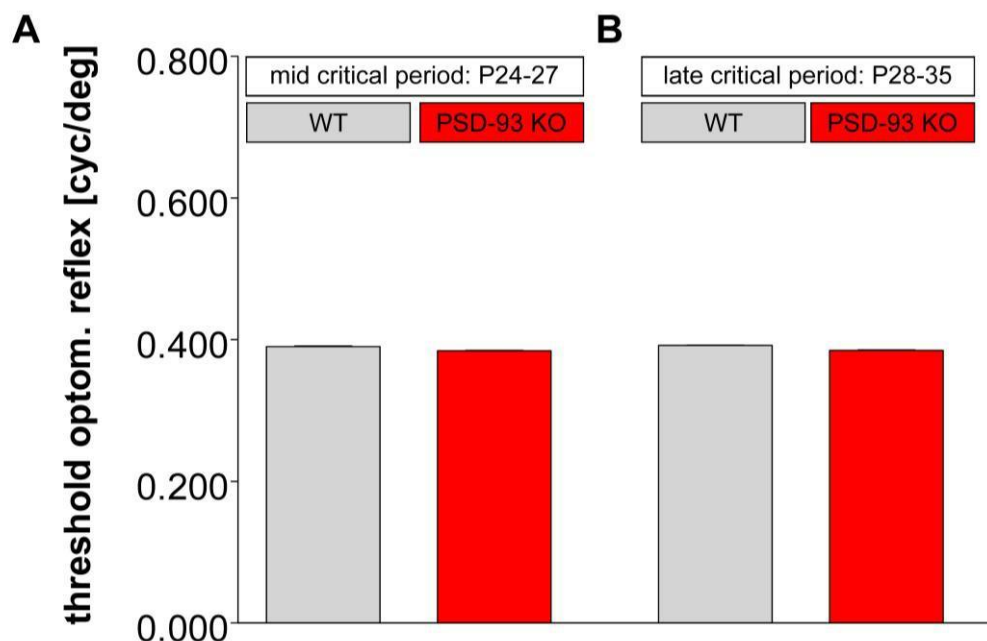 A
B
threshold optom. reflex [cyc/deg]
0.800
0.600
0.400
0.200
0.000
mid critical period: P24-27
WT
PSD-93 KO
late critical period: P28-35
WT
PSD-93 KO